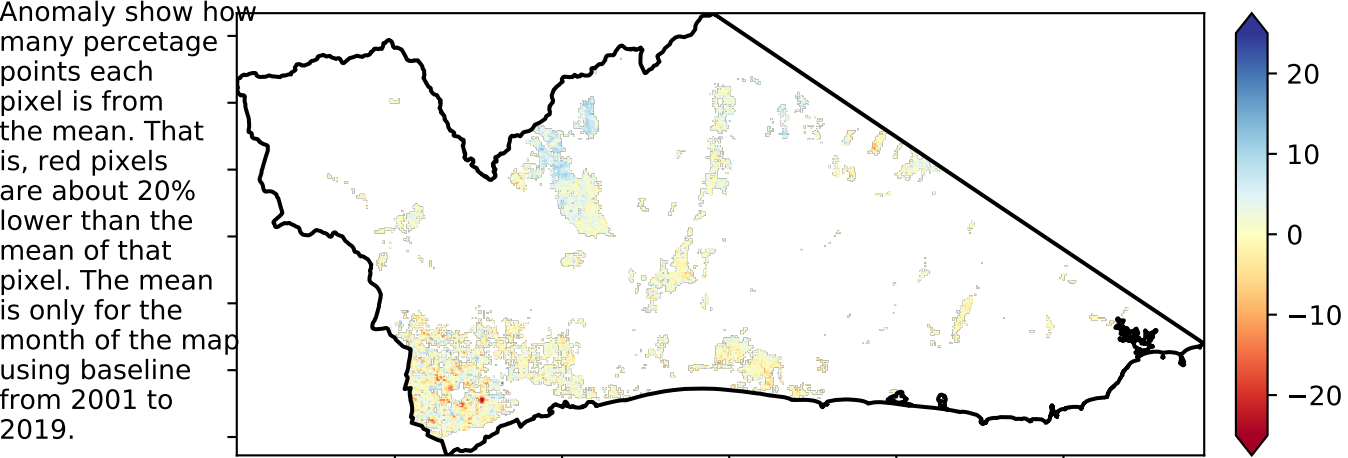 Anomaly show how
many percetage
points each
pixel is from
the mean. That
is, red pixels
are about 20%
lower than the
mean of that
pixel. The mean
is only for the
month of the map
using baseline
from 2001 to
2019.
20
10
0
−10
−20